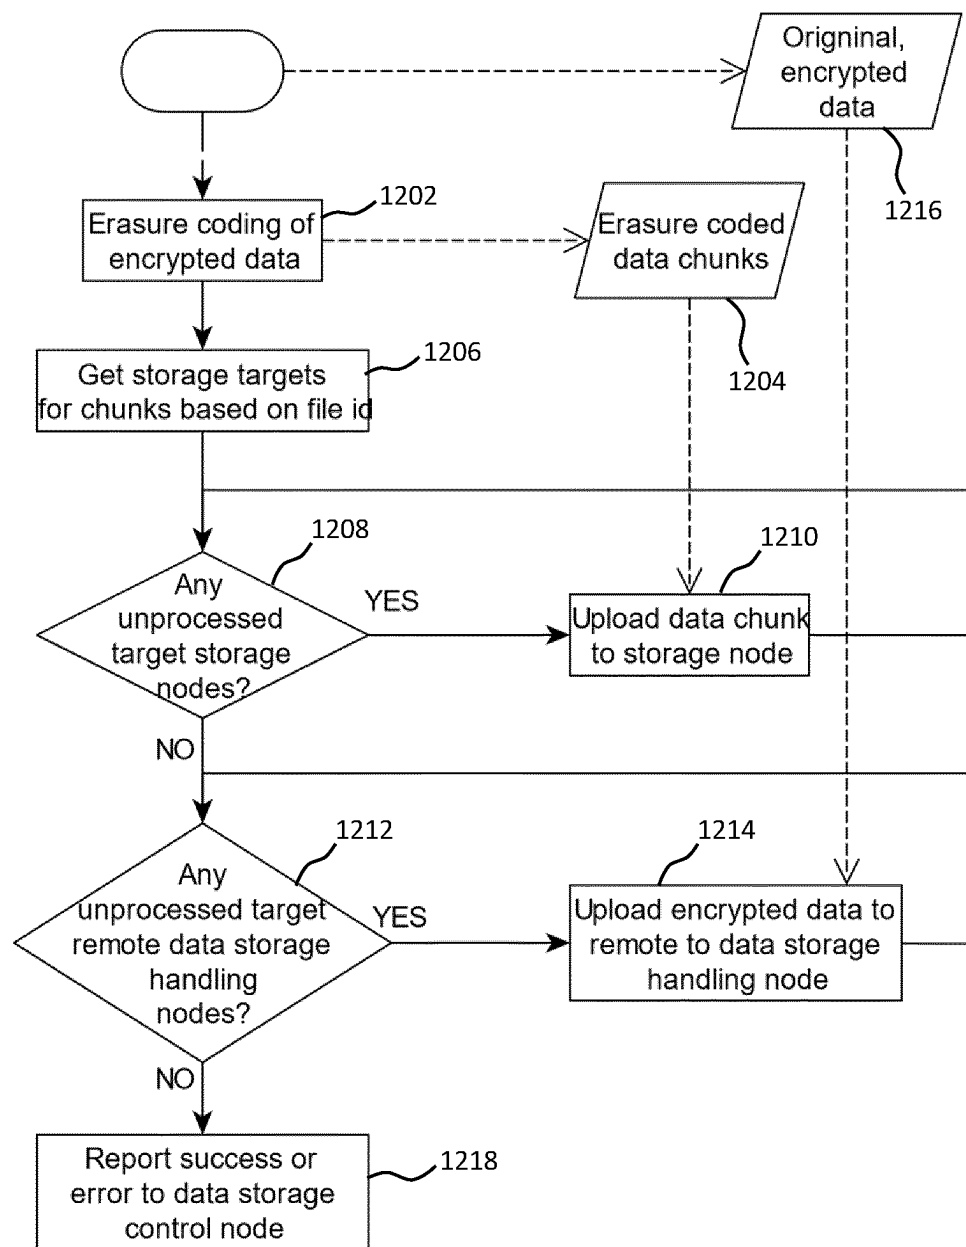 Origninal,
encrypted
data
1216
1202
Erasure coding of
encrypted data
Erasure coded
data chunks
1204
1206
Get storage targets
for chunks based on file id
1208
Any
unprocessed
target storage
nodes?
YES
1210
Upload data chunk
to storage node
NO
1212
Any
unprocessed target
remote data storage
handling
nodes?
YES
1214
Upload encrypted data to
remote to data storage
handling node
NO
Report success or
error to data storage
control node
1218